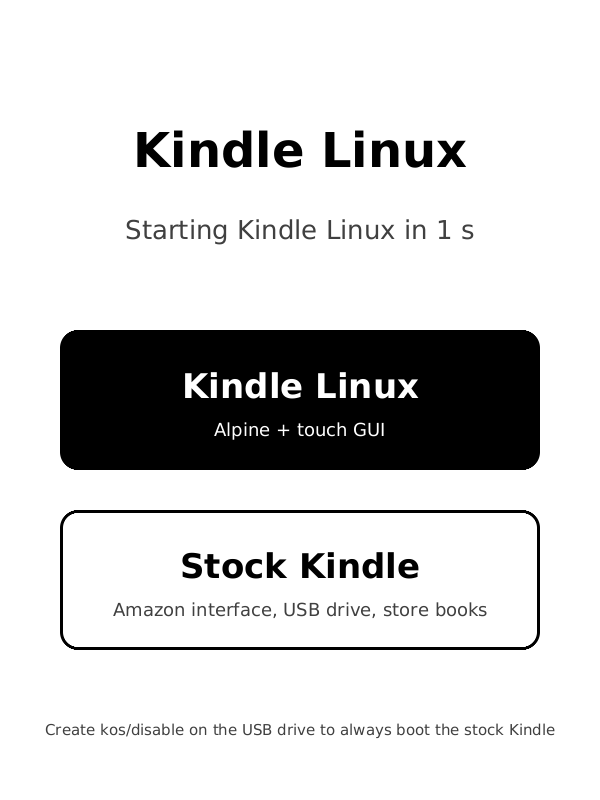 Kindle Linux
Starting Kindle Linux in 1 s
Kindle Linux
Alpine + touch GUI
Stock Kindle
Amazon interface, USB drive, store books
Create kos/disable on the USB drive to always boot the stock Kindle